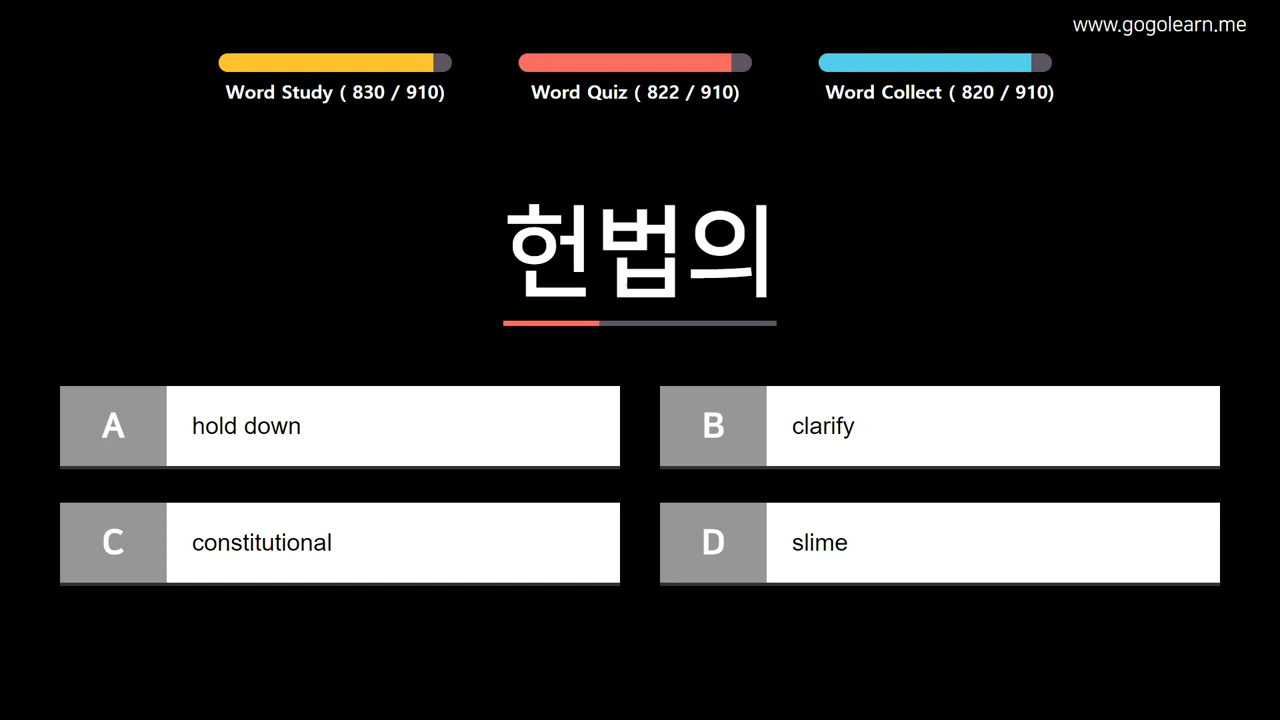 www.gogolearn.me
Word Study ( 830 / 910)
Word Quiz ( 822 / 910)
Word Collect ( 820 / 910)
헌법의
A hold down
B clarify
C constitutional
D slime